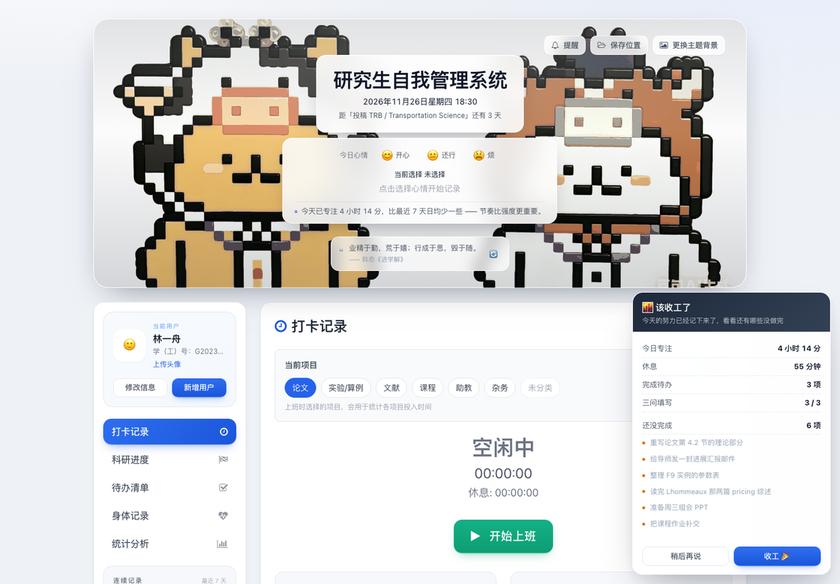 提醒
保存位置
更换主题背景
研究生自我管理系统
2026年11月26日星期四 18:30
距「投稿 TRB / Transportation Science」还有 3 天
今日心情
开心
还行
烦
当前选择 未选择
点击选择心情开始记录
今天已专注 4 小时 14 分，比最近 7 天日均少一些 —— 节奏比强度更重要。
业精于勤，荒于嬉；行成于思，毁于随。
—— 韩愈《进学解》
当前用户
林一舟
学（工）号：G2023...
上传头像
修改信息
新增用户
打卡记录
科研进度
待办清单
身体记录
统计分析
连续记录
最近 7 天
打卡记录
当前项目
论文
实验/算例
文献
课程
助教
杂务
未分类
上班时选择的项目，会用于统计各项目投入时间
空闲中
00:00:00
休息: 00:00:00
开始上班
该收工了
今天的努力已经记下来了，看看还有哪些没做完
今日专注 4 小时 14 分
休息 55 分钟
完成待办 3 项
三问填写 3 / 3
还没完成 6 项
重写论文第 4.2 节的理论部分
给导师发一封进展汇报邮件
整理 F9 实例的参数表
读完 Lhommeaux 那两篇 pricing 综述
准备周三组会 PPT
把课程作业补交
稍后再说
收工